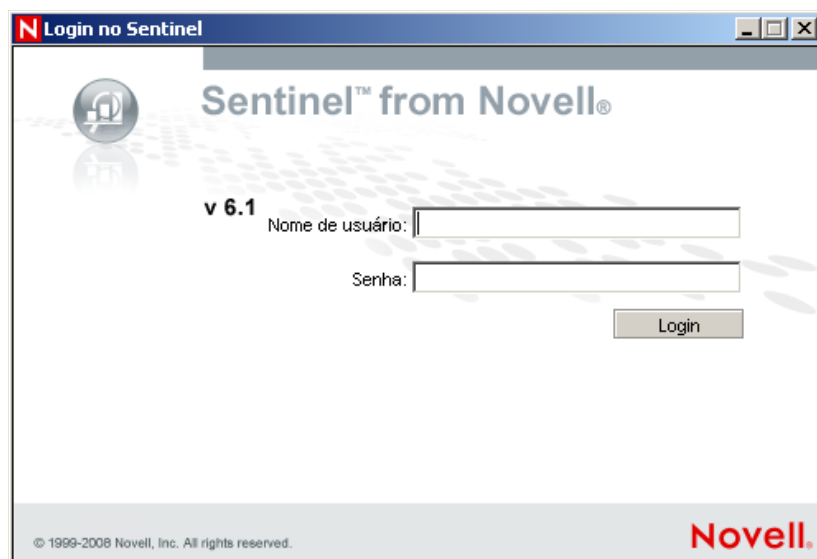 N Login no Sentinel
Sentinel™ from Novell®
v 6.1
Nome de usuário:
Senha:
Login
© 1999-2008 Novell, Inc. All rights reserved.
Novell®